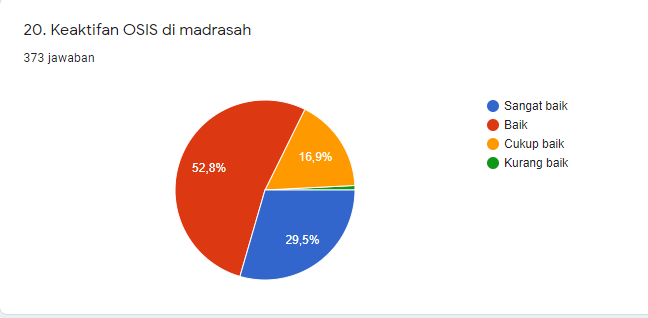 20. Keaktifan OSIS di madrasah
373 jawaban
Sangat baik
Baik
Cukup baik
Kurang baik
16,9%
52,8%
29,5%